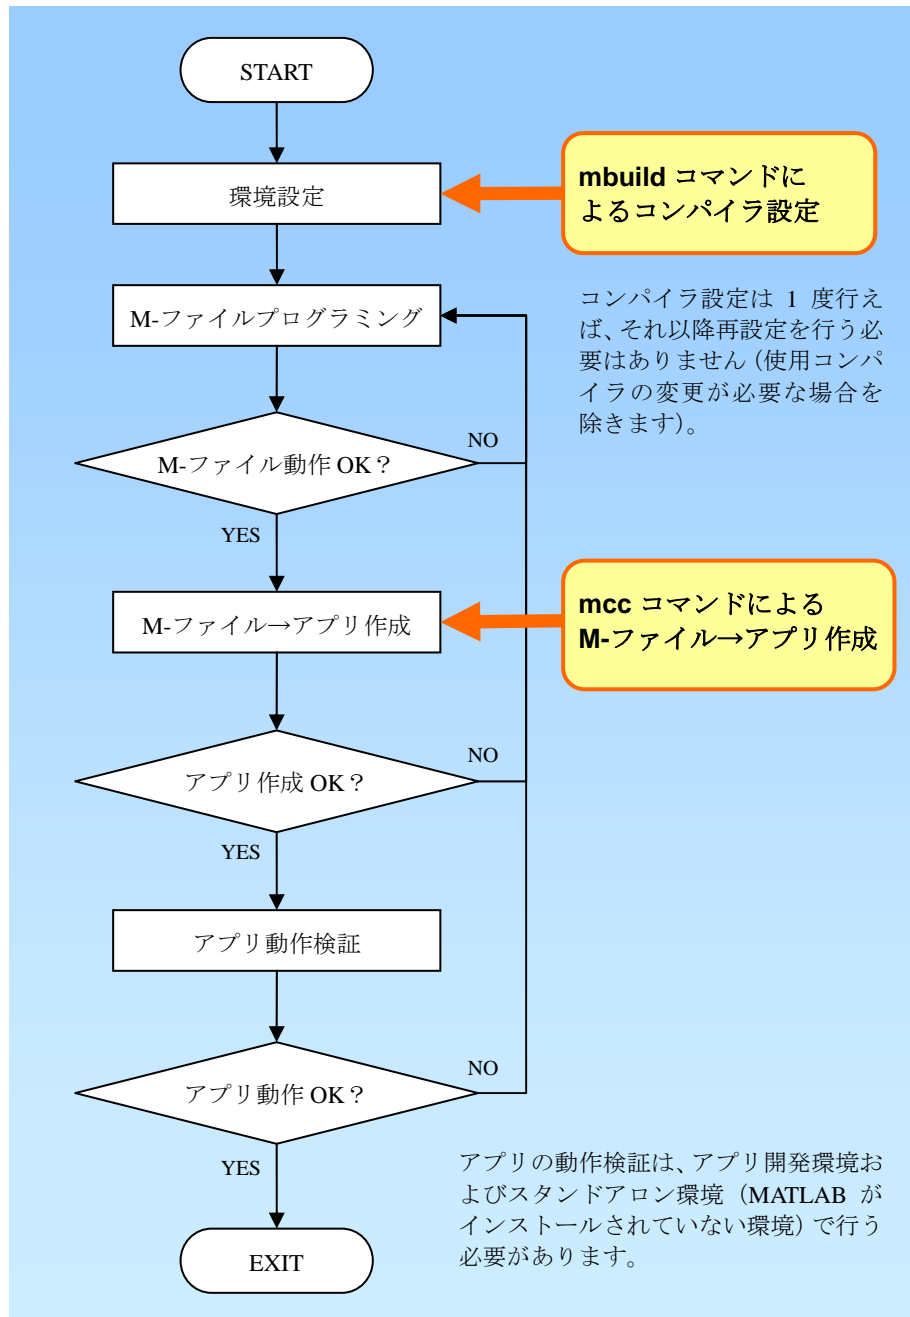 START
環境設定
mbuild コマンドに
よるコンパイラ設定
M-ファイルプログラミング
コンパイラ設定は 1 度行え
ば、それ以降再設定を行う必
要はありません（使用コンパ
イラの変更が必要な場合を
除きます）。
M-ファイル動作 OK？
NO
YES
M-ファイル→アプリ作成
mcc コマンドによる
M-ファイル→アプリ作成
アプリ作成 OK？
NO
YES
アプリ動作検証
アプリ動作 OK？
NO
YES
アプリの動作検証は、アプリ開発環境お
よびスタンドアロン環境（MATLAB が
インストールされていない環境）で行う
必要があります。
EXIT